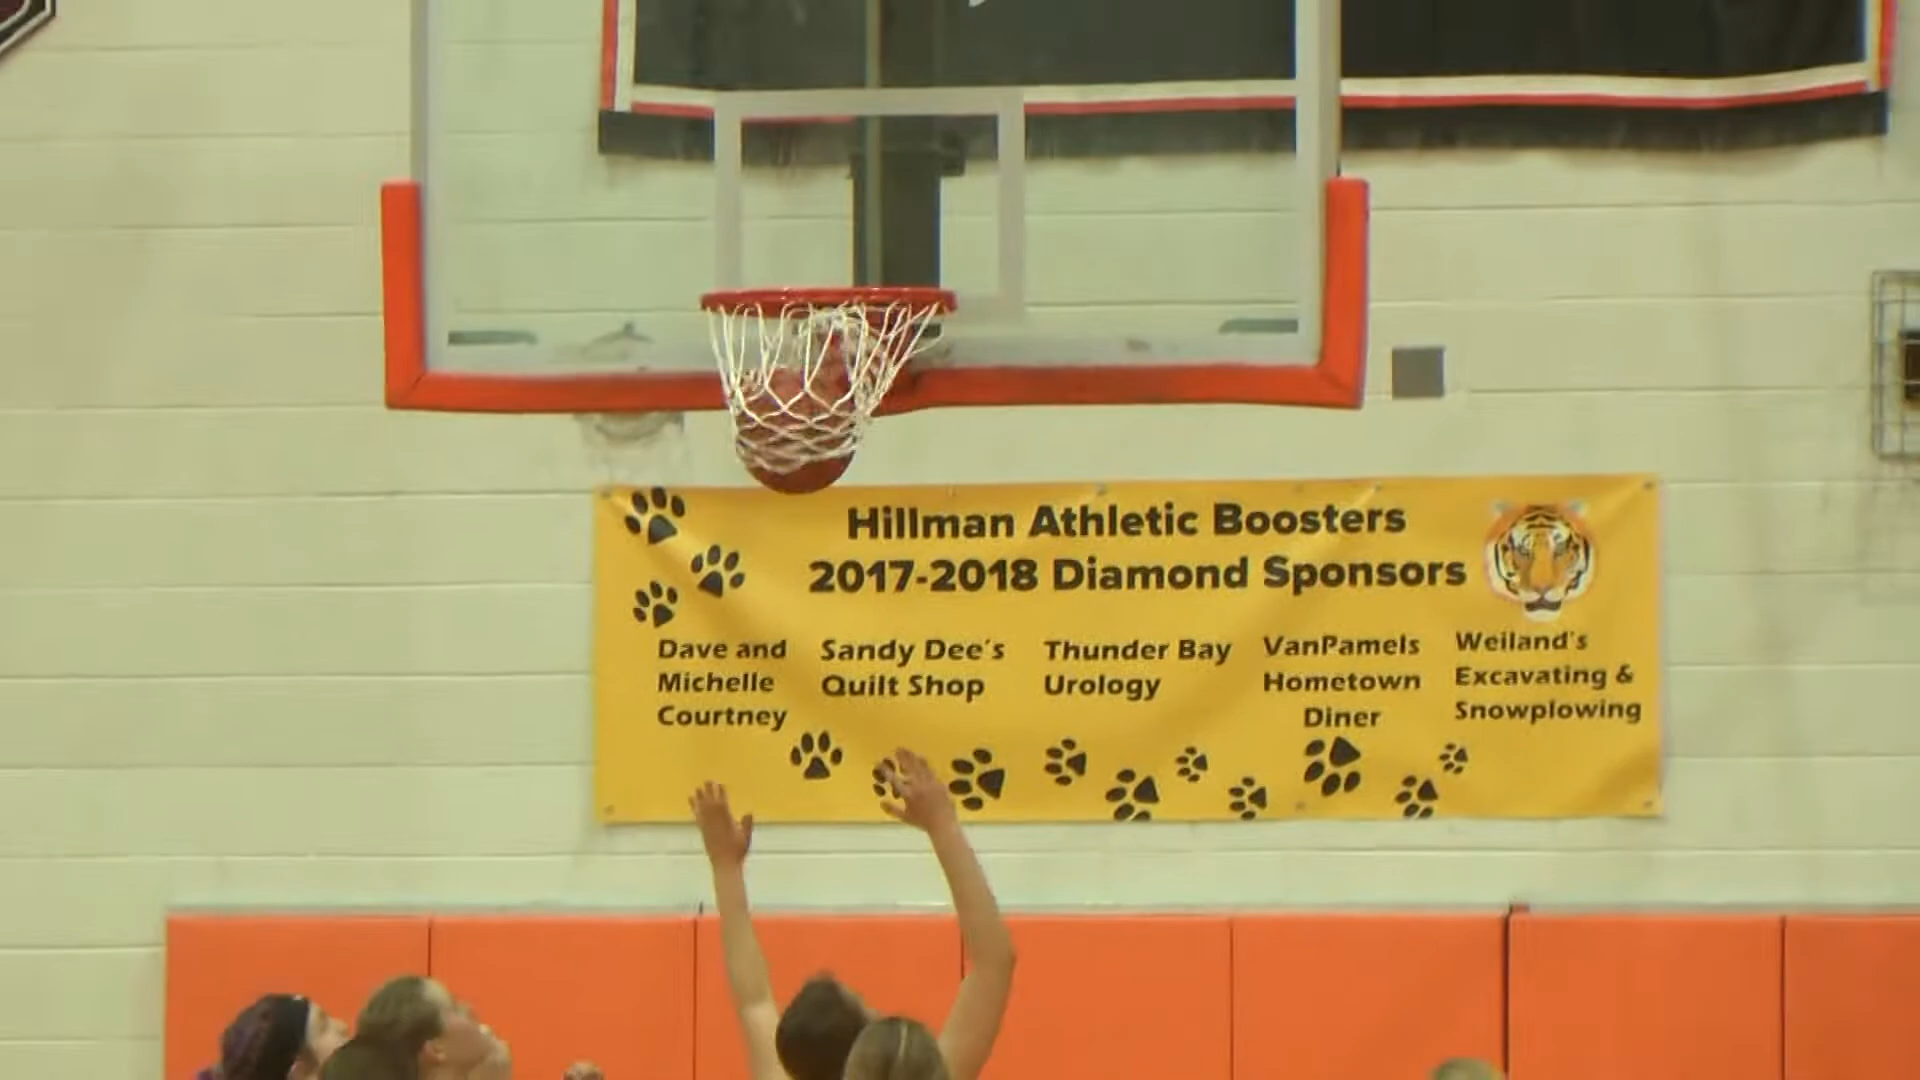 Hillman Athletic Boosters
2017-2018 Diamond Sponsors
Dave and
Michelle
Courtney
Sandy Dee's
Quilt Shop
Thunder Bay
Urology
VanPamels
Hometown
Diner
Weiland's
Excavating &
Snowplowing